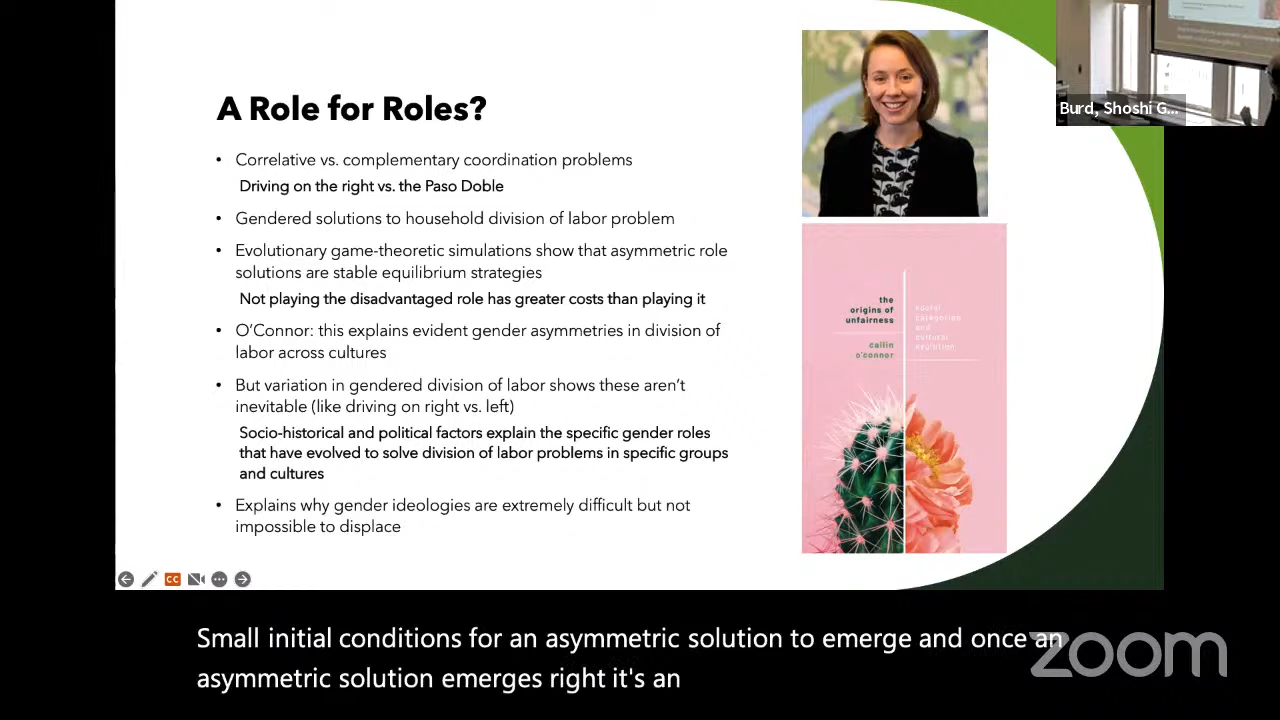 A Role for Roles?
• Correlative vs. complementary coordination problems
Driving on the right vs. the Paso Doble
• Gendered solutions to household division of labor problem
• Evolutionary game-theoretic simulations show that asymmetric role
solutions are stable equilibrium strategies
Not playing the disadvantaged role has greater costs than playing it
• O'Connor: this explains evident gender asymmetries in division of
labor across cultures
• But variation in gendered division of labor shows these aren't
inevitable (like driving on right vs. left)
Socio-historical and political factors explain the specific gender roles
that have evolved to solve division of labor problems in specific groups
and cultures
• Explains why gender ideologies are extremely difficult but not
impossible to displace
the
origins of
unfairness
social
categories
and
cultural
evolution
cailin
o'connor
Burd, Shoshi G...
CC
Small initial conditions for an asymmetric solution to emerge and once an
asymmetric solution emerges right it's an
zoom